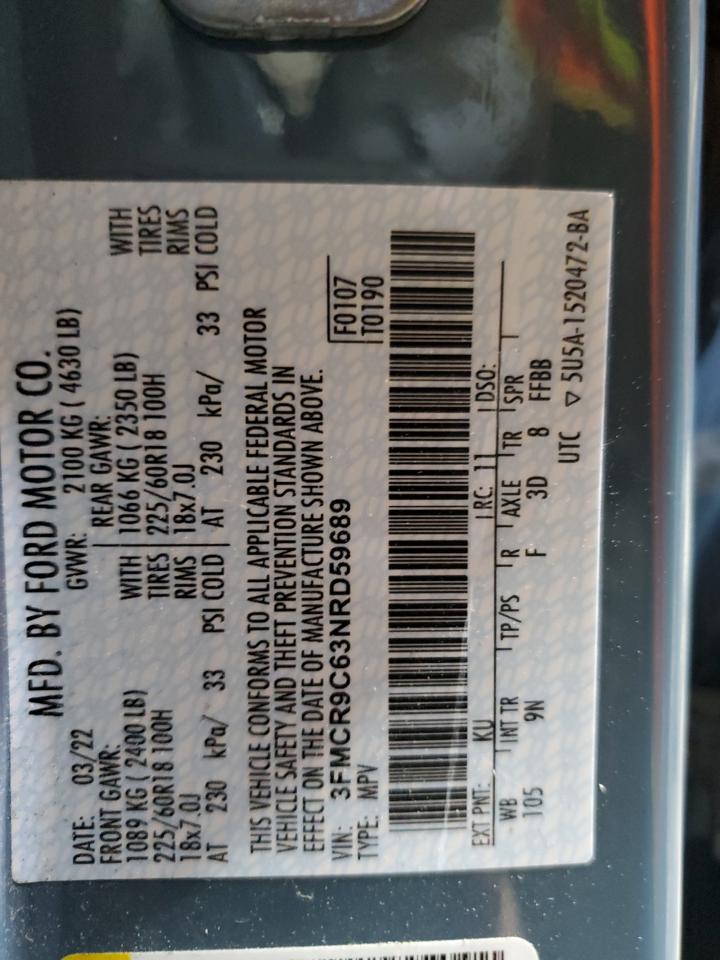 MFD. BY FORD MOTOR CO.
DATE: 03/22 GVWR: 2100 KG ( 4630 LB)
FRONT GAWR: REAR GAWR:
1089 KG ( 2400 LB) WITH 1066 KG ( 2350 LB) WITH
225/60R18 100H TIRES 225/60R18 100H TIRES
18x7.0J RIMS 18x7.0J RIMS
AT 230 kPa/ 33 PSI COLD AT 230 kPa/ 33 PSI COLD
THIS VEHICLE CONFORMS TO ALL APPLICABLE FEDERAL MOTOR
VEHICLE SAFETY AND THEFT PREVENTION STANDARDS IN
EFFECT ON THE DATE OF MANUFACTURE SHOWN ABOVE.
VIN: 3FMCR9C63NRD59689 F0107
TYPE: MPV T0190
EXT PNT: KU RC: 11 DSO:
WB INT TR TP/PS R AXLE TR SPR
105 9N F 3D 8 FFBB
UTC ▽ 5U5A-1520472-BA